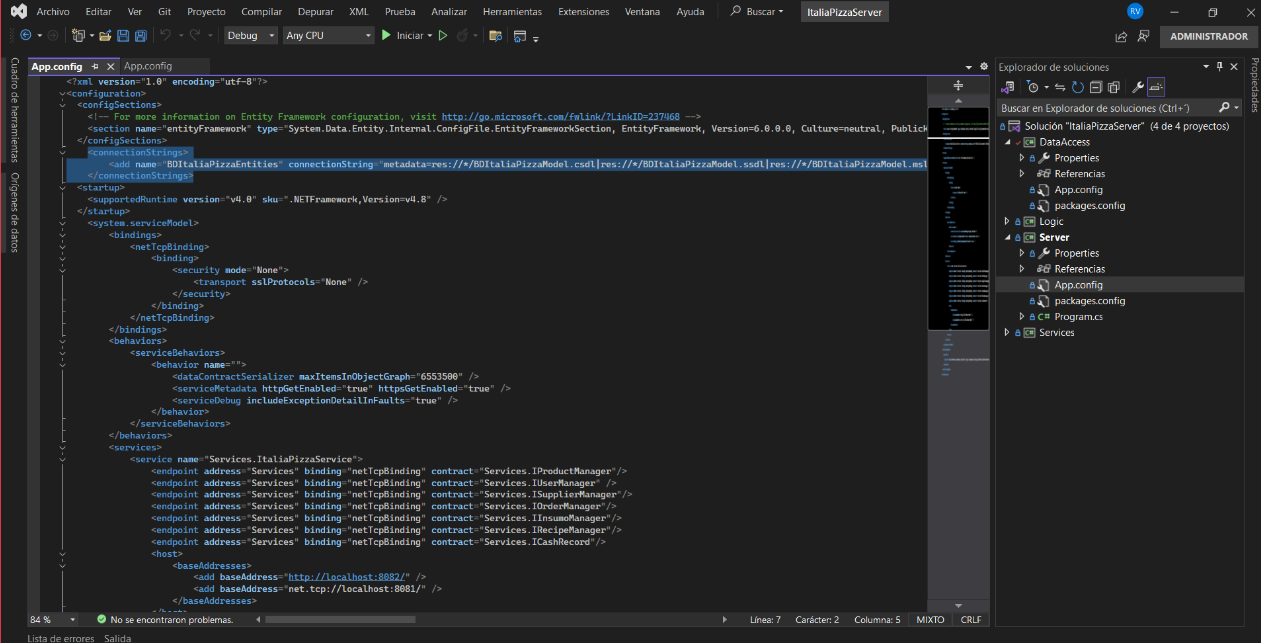 Archivo Editar Ver Git Proyecto Compilar Depurar XML Prueba Analizar Herramientas Extensiones Ventana Ayuda Buscar ItaliaPizzaServer RV
Debug Any CPU Iniciar ADMINISTRADOR
Cuadro de herramientas
Orígenes de datos
App.config App.config
<?xml version="1.0" encoding="utf-8"?>
<configuration>
<configSections>
<!-- For more information on Entity Framework configuration, visit http://go.microsoft.com/fwlink/?LinkID=237468 -->
<section name="entityFramework" type="System.Data.Entity.Internal.ConfigFile.EntityFrameworkSection, EntityFramework, Version=6.0.0.0, Culture=neutral, Publick
</configSections>
<connectionStrings>
<add name="BDItaliaPizzaEntities" connectionString="metadata=res://*/BDItaliaPizzaModel.csdl|res://*/BDItaliaPizzaModel.ssdl|res://*/BDItaliaPizzaModel.msl
</connectionStrings>
<startup>
<supportedRuntime version="v4.0" sku=".NETFramework,Version=v4.8" />
</startup>
<system.serviceModel>
<bindings>
<netTcpBinding>
<binding>
<security mode="None">
<transport sslProtocols="None" />
</security>
</binding>
</netTcpBinding>
</bindings>
<behaviors>
<serviceBehaviors>
<behavior name="">
<dataContractSerializer maxItemsInObjectGraph="6553500" />
<serviceMetadata httpGetEnabled="true" httpsGetEnabled="true" />
<serviceDebug includeExceptionDetailInFaults="true" />
</behavior>
</serviceBehaviors>
</behaviors>
<services>
<service name="Services.ItaliaPizzaService">
<endpoint address="Services" binding="netTcpBinding" contract="Services.IProductManager"/>
<endpoint address="Services" binding="netTcpBinding" contract="Services.IUserManager" />
<endpoint address="Services" binding="netTcpBinding" contract="Services.ISupplierManager"/>
<endpoint address="Services" binding="netTcpBinding" contract="Services.IOrderManager"/>
<endpoint address="Services" binding="netTcpBinding" contract="Services.IInsumoManager"/>
<endpoint address="Services" binding="netTcpBinding" contract="Services.IRecipeManager"/>
<endpoint address="Services" binding="netTcpBinding" contract="Services.ICashRecord"/>
<host>
<baseAddresses>
<add baseAddress="http://localhost:8082/" />
<add baseAddress="net.tcp://localhost:8081/" />
</baseAddresses>
84 % No se encontraron problemas. Línea: 7 Carácter: 2 Columna: 5 MIXTO CRLF
Lista de errores Salida
Explorador de soluciones
Buscar en Explorador de soluciones (Ctrl+´)
Solución "ItaliaPizzaServer" (4 de 4 proyectos)
DataAccess
Properties
Referencias
App.config
packages.config
Logic
Server
Properties
Referencias
App.config
packages.config
C# Program.cs
Services
Propiedades